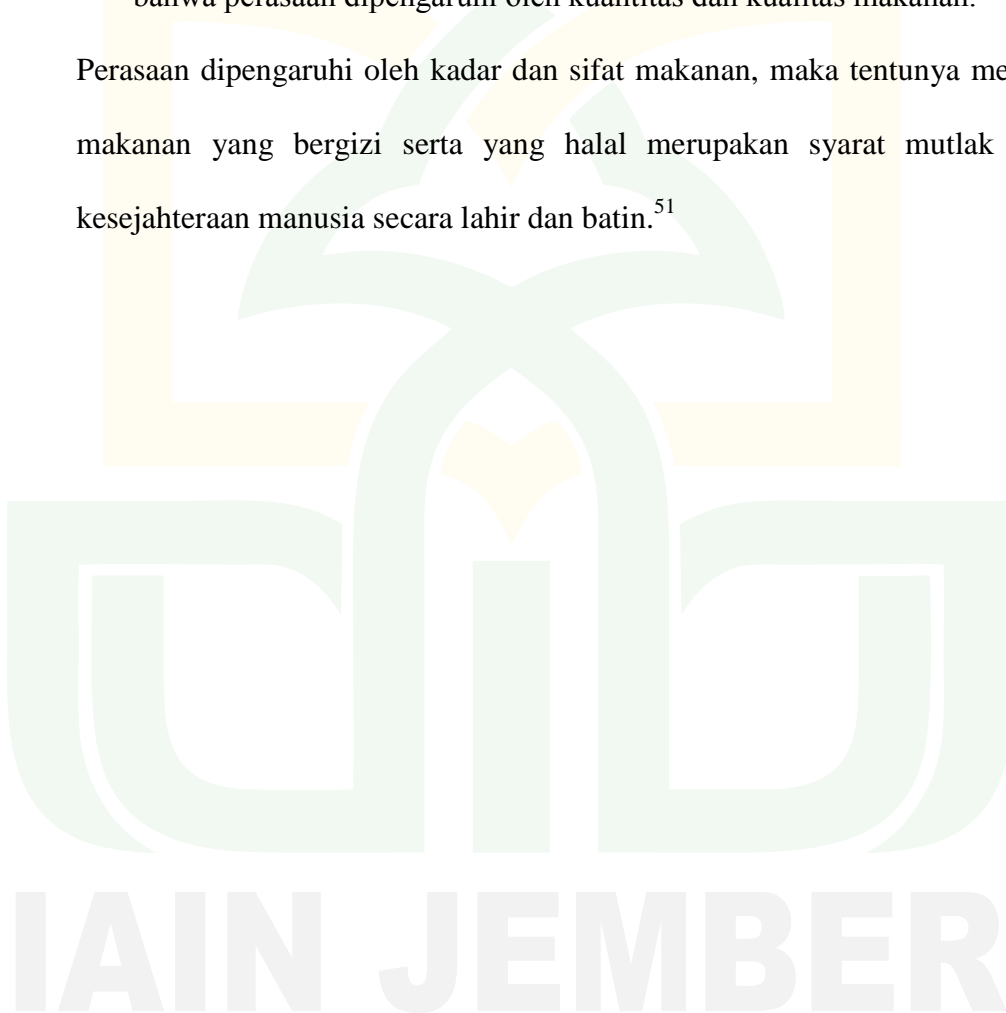 bahwa perasaan dipengaruhi oleh kuantitas dan kualitas makanan.
Perasaan dipengaruhi oleh kadar dan sifat makanan, maka tentunya
makanan yang bergizi serta yang halal merupakan syarat mutlak
kesejahteraan manusia secara lahir dan batin.51
IAIN JEMBER